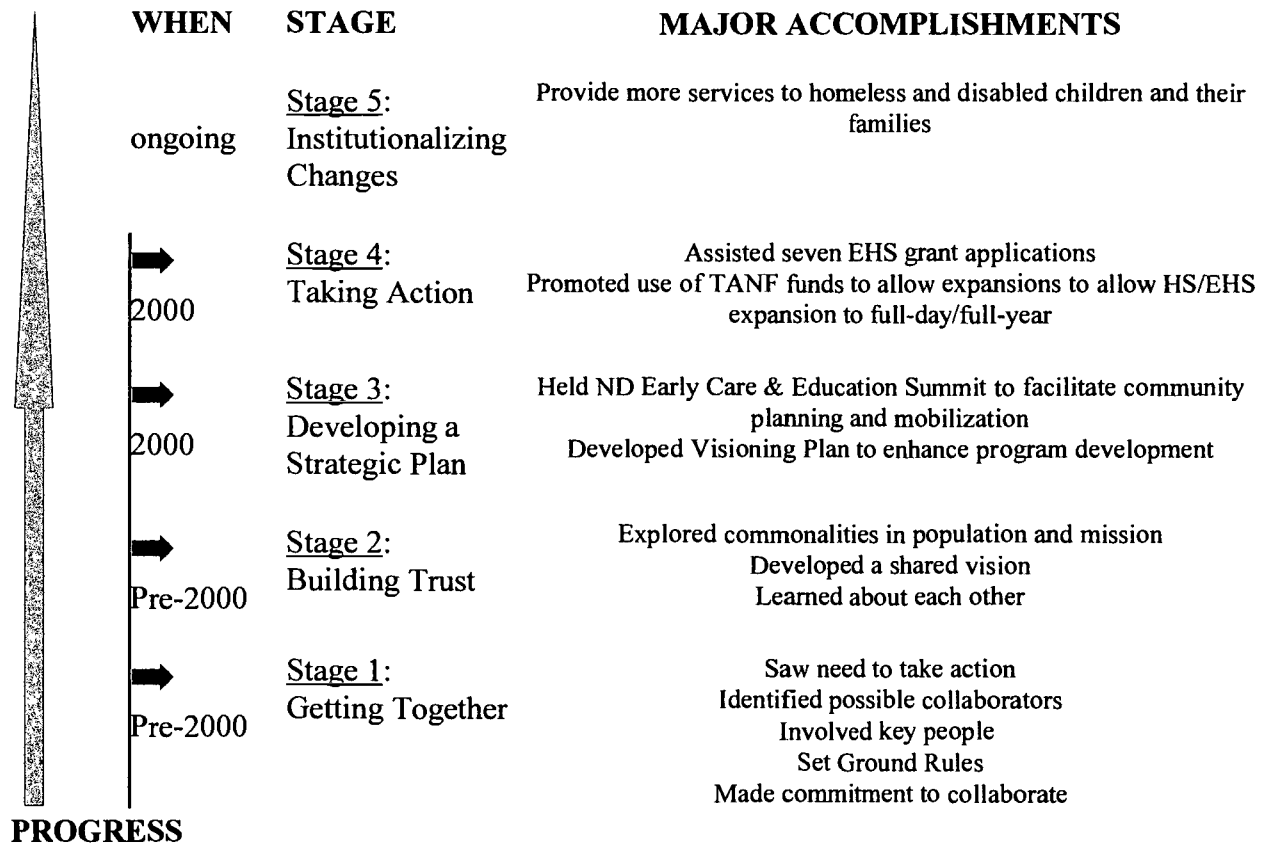 WHEN STAGE MAJOR ACCOMPLISHMENTS
ongoing
Stage 5:
Institutionalizing
Changes
Provide more services to homeless and disabled children and their
families
2000
Stage 4:
Taking Action
Assisted seven EHS grant applications
Promoted use of TANF funds to allow expansions to allow HS/EHS
expansion to full-day/full-year
2000
Stage 3:
Developing a
Strategic Plan
Held ND Early Care & Education Summit to facilitate community
planning and mobilization
Developed Visioning Plan to enhance program development
Pre-2000
Stage 2:
Building Trust
Explored commonalities in population and mission
Developed a shared vision
Learned about each other
Pre-2000
Stage 1:
Getting Together
Saw need to take action
Identified possible collaborators
Involved key people
Set Ground Rules
Made commitment to collaborate
PROGRESS